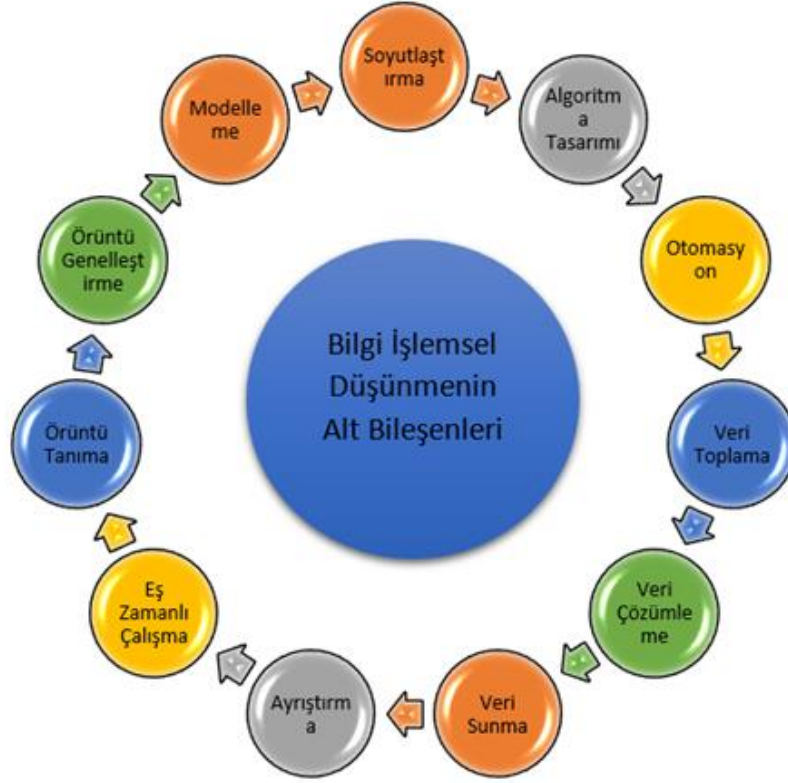 Soyutlaşt
ırma
Algoritm
a
Tasarımı
Otomasy
on
Veri
Toplama
Veri
Çözümle
me
Veri
Sunma
Ayrıştırm
a
Eş
Zamanlı
Çalışma
Örüntü
Tanıma
Örüntü
Genelleşt
irme
Modelle
me
Bilgi İşlemsel
Düşünmenin
Alt Bileşenleri